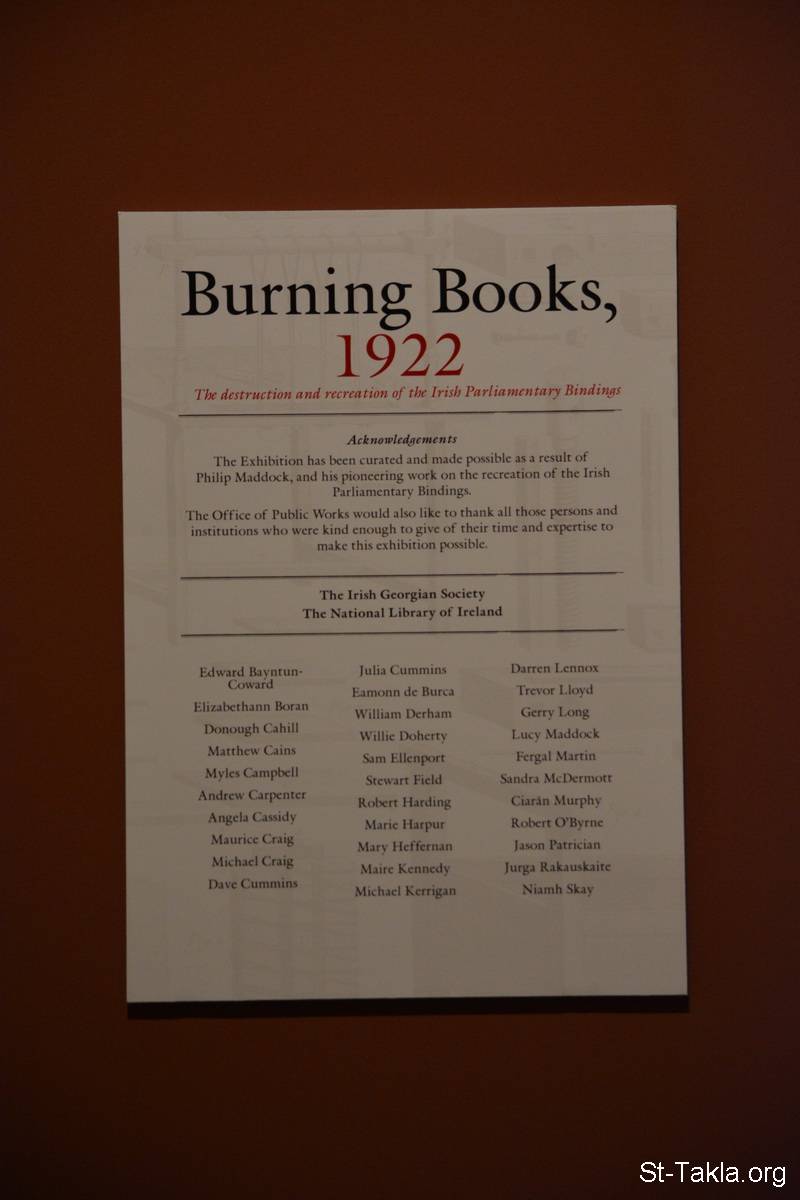 Burning Books,
1922
The destruction and recreation of the Irish Parliamentary Bindings
Acknowledgements
The Exhibition has been curated and made possible as a result of
Philip Maddock, and his pioneering work on the recreation of the Irish
Parliamentary Bindings.
The Office of Public Works would also like to thank all those persons and
institutions who were kind enough to give of their time and expertise to
make this exhibition possible.
The Irish Georgian Society
The National Library of Ireland
Edward Bayntun-
Coward
Elizabethann Boran
Donough Cahill
Matthew Cains
Myles Campbell
Andrew Carpenter
Angela Cassidy
Maurice Craig
Michael Craig
Dave Cummins
Julia Cummins
Eamonn de Burca
William Derham
Willie Doherty
Sam Ellenport
Stewart Field
Robert Harding
Marie Harpur
Mary Heffernan
Maire Kennedy
Michael Kerrigan
Darren Lennox
Trevor Lloyd
Gerry Long
Lucy Maddock
Fergal Martin
Sandra McDermott
Ciarán Murphy
Robert O'Byrne
Jason Patrician
Jurga Rakauskaite
Niamh Skay
St-Takla.org